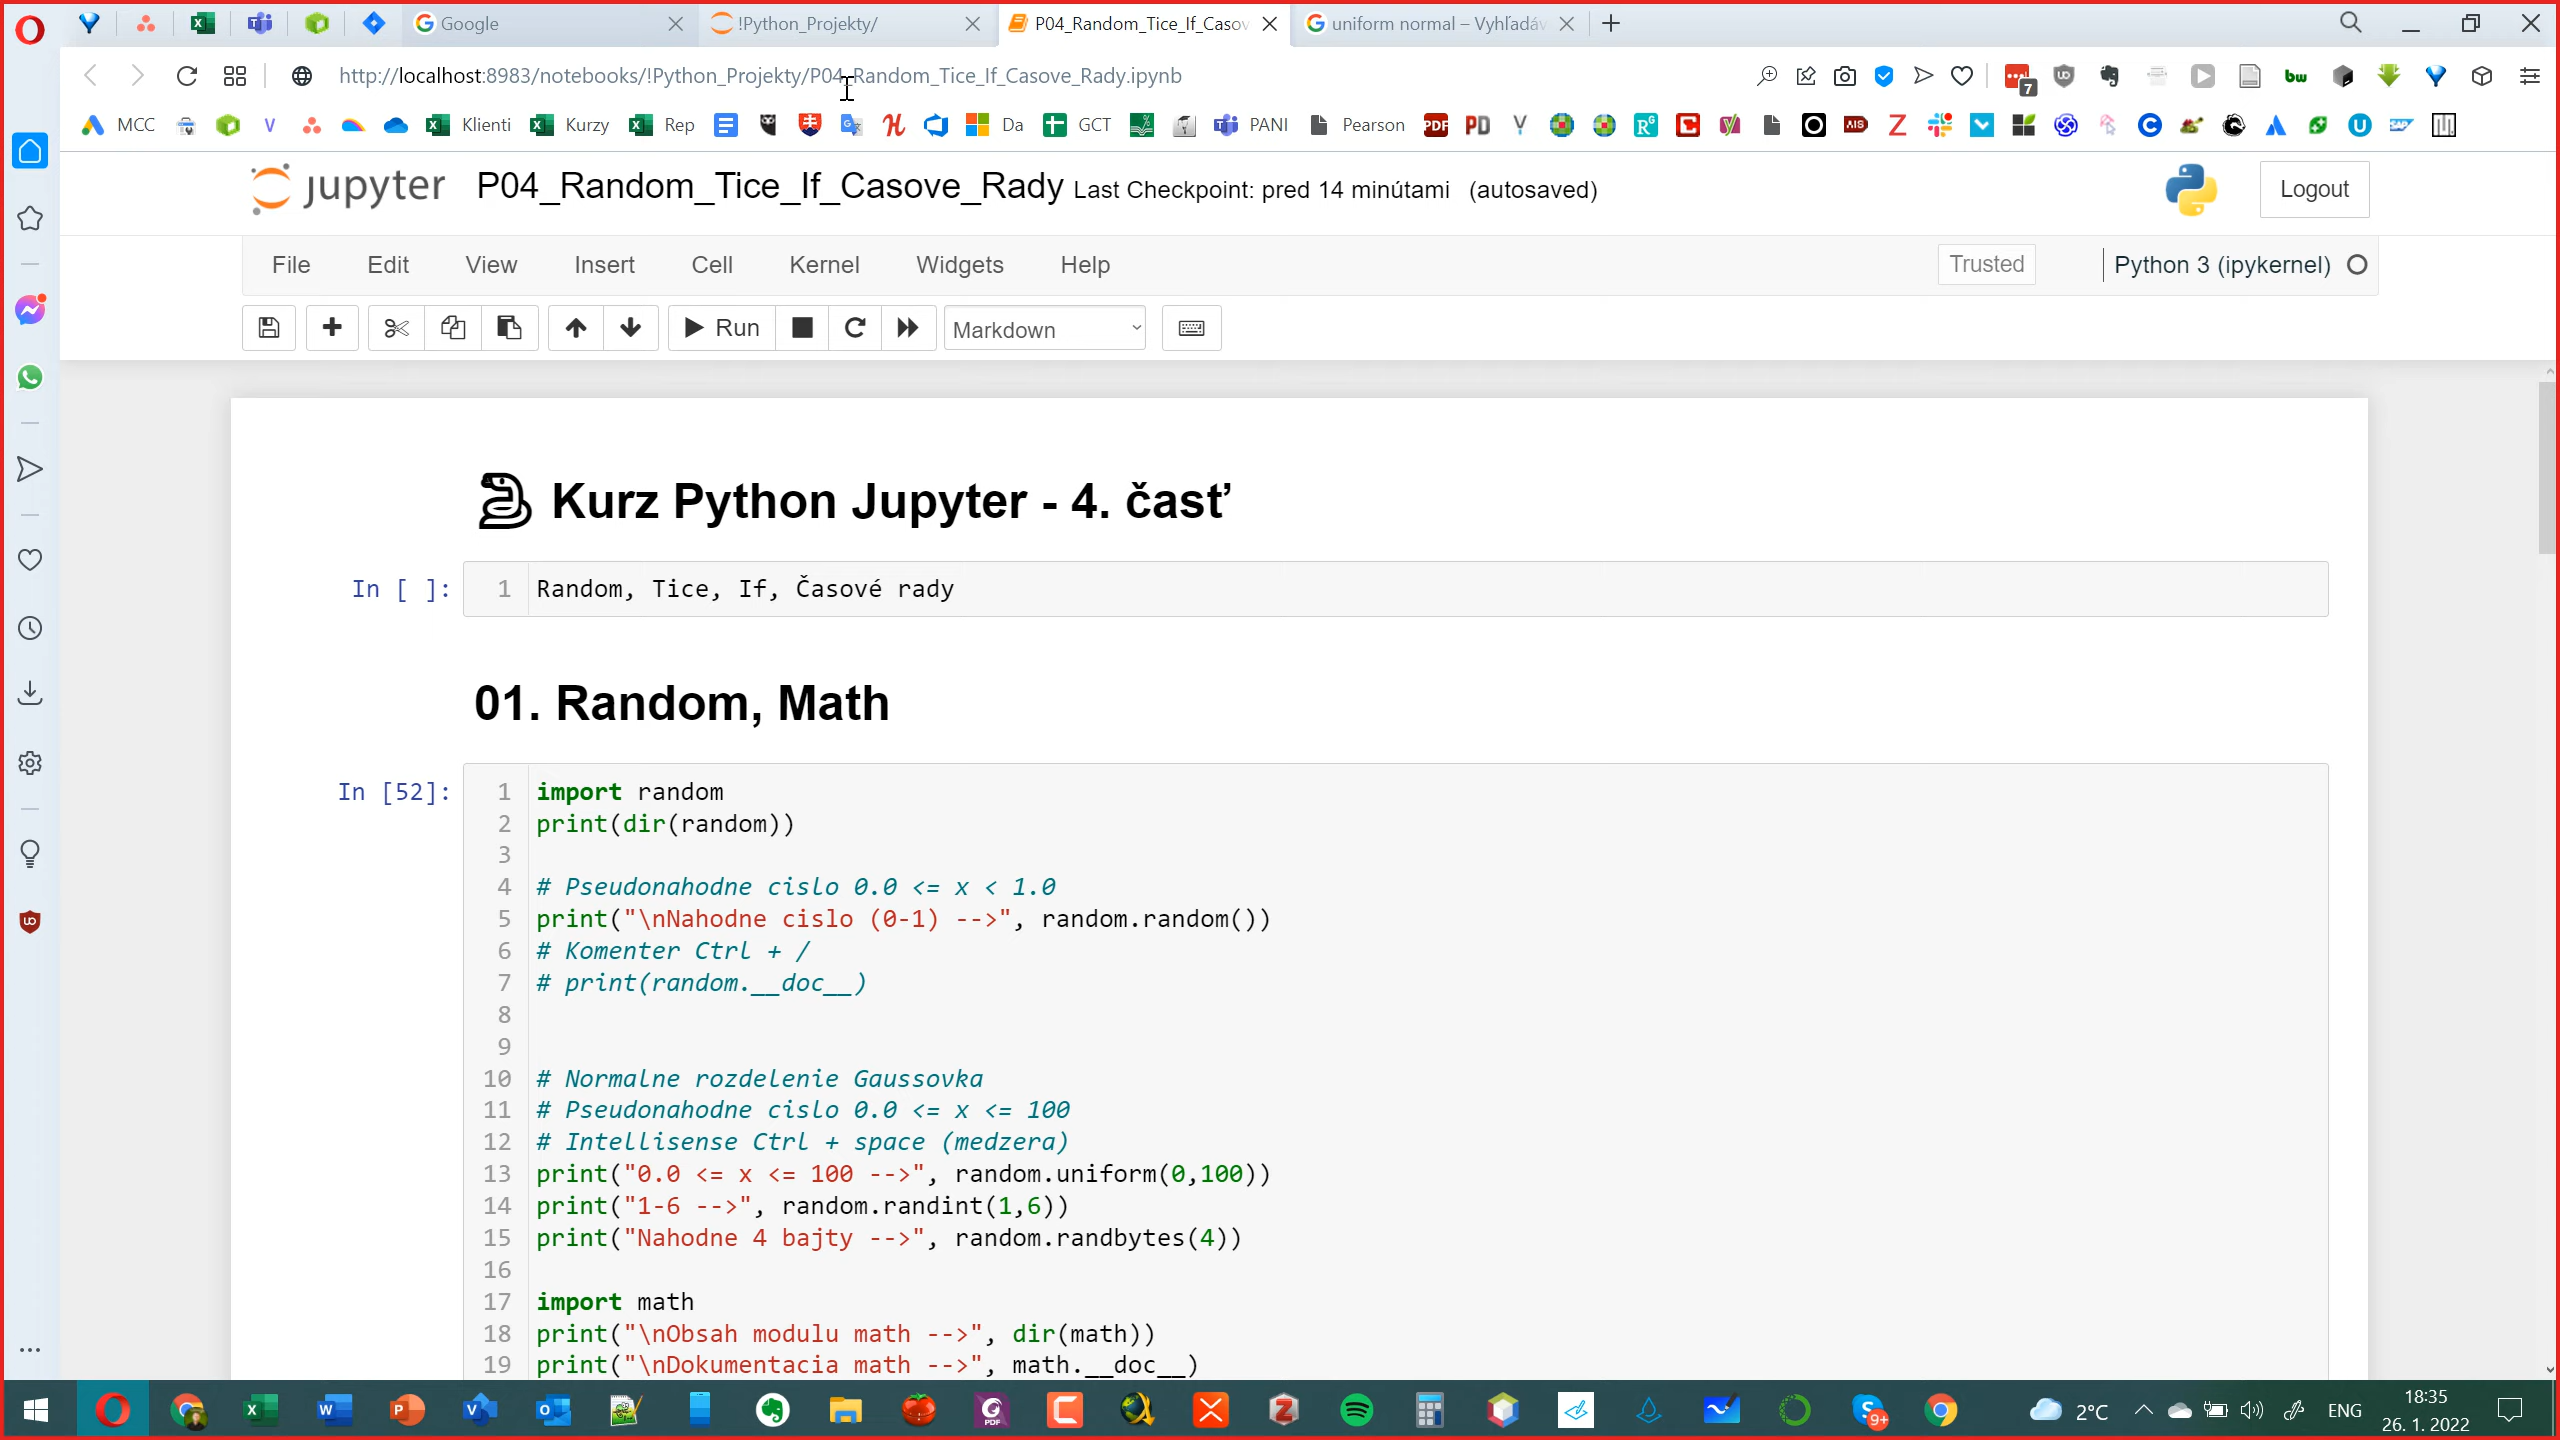 Google
!Python_Projekty/
P04_Random_Tice_If_Casov
uniform normal – Vyhľadáv
http://localhost:8983/notebooks/!Python_Projekty/P04_Random_Tice_If_Casove_Rady.ipynb
7
MCC
Klienti
Kurzy
Rep
Da
GCT
PANI
Pearson
jupyter
P04_Random_Tice_If_Casove_Rady
Last Checkpoint: pred 14 minútami (autosaved)
Logout
File
Edit
View
Insert
Cell
Kernel
Widgets
Help
Trusted
Python 3 (ipykernel)
Run
Markdown
Kurz Python Jupyter - 4. časť
In [ ]:
1 Random, Tice, If, Časové rady
01. Random, Math
In [52]:
1 import random
2 print(dir(random))
3
4 # Pseudonahodne cislo 0.0 <= x < 1.0
5 print("\nNahodne cislo (0-1) -->", random.random())
6 # Komenter Ctrl + /
7 # print(random.__doc__)
8
9
10 # Normalne rozdelenie Gaussovka
11 # Pseudonahodne cislo 0.0 <= x <= 100
12 # Intellisense Ctrl + space (medzera)
13 print("0.0 <= x <= 100 -->", random.uniform(0,100))
14 print("1-6 -->", random.randint(1,6))
15 print("Nahodne 4 bajty -->", random.randbytes(4))
16
17 import math
18 print("\nObsah modulu math -->", dir(math))
19 print("\nDokumentacia math -->", math.__doc__)
9+
2°C
ENG
18:35
26. 1. 2022